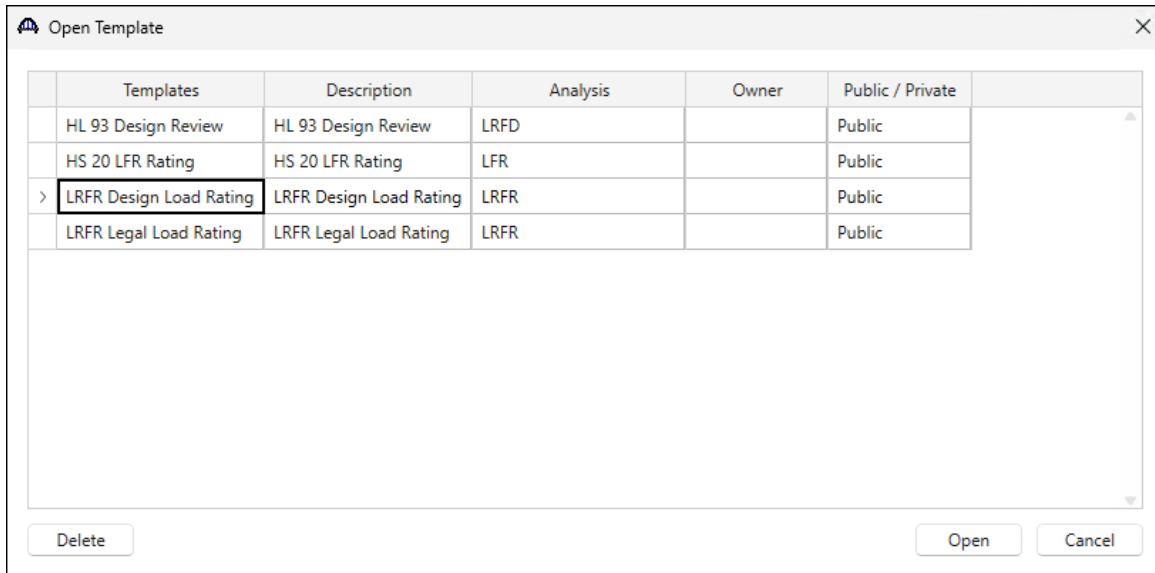 Open Template
Templates Description Analysis Owner Public / Private
HL 93 Design Review HL 93 Design Review LRFD Public
HS 20 LFR Rating HS 20 LFR Rating LFR Public
LRFR Design Load Rating LRFR Design Load Rating LRFR Public
LRFR Legal Load Rating LRFR Legal Load Rating LRFR Public
Delete Open Cancel